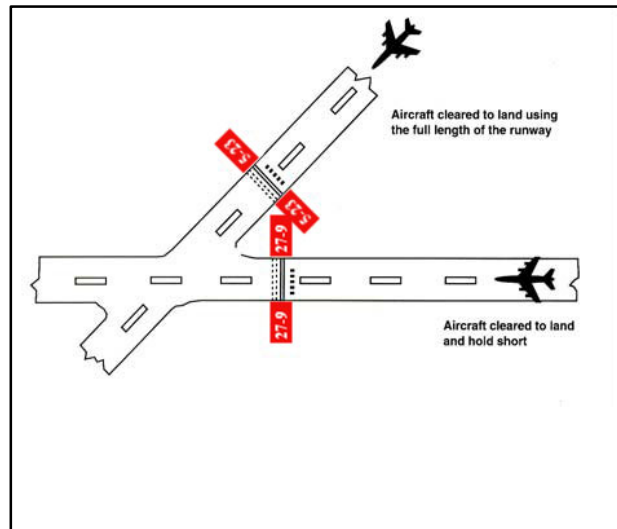 Aircraft cleared to land using
the full length of the runway
5-23
5-23
27-9
27-9
Aircraft cleared to land
and hold short